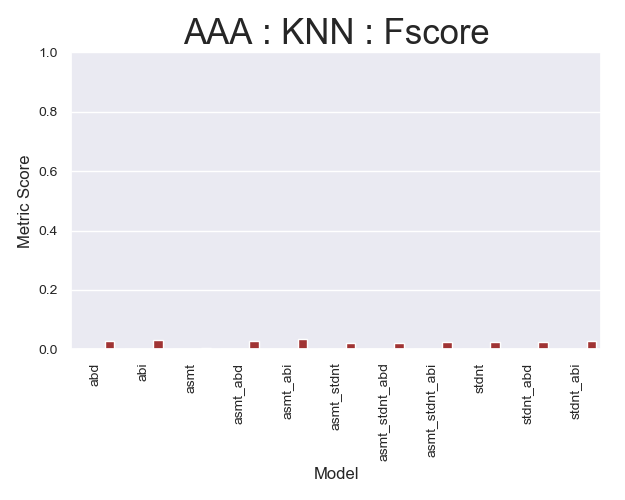 AAA : KNN : Fscore
1.0
0.8
0.6
0.4
0.2
0.0
Metric Score
abd
abi
asmt
asmt_abd
asmt_abi
asmt_stdnt
asmt_stdnt_abd
asmt_stdnt_abi
stdnt
stdnt_abd
stdnt_abi
Model